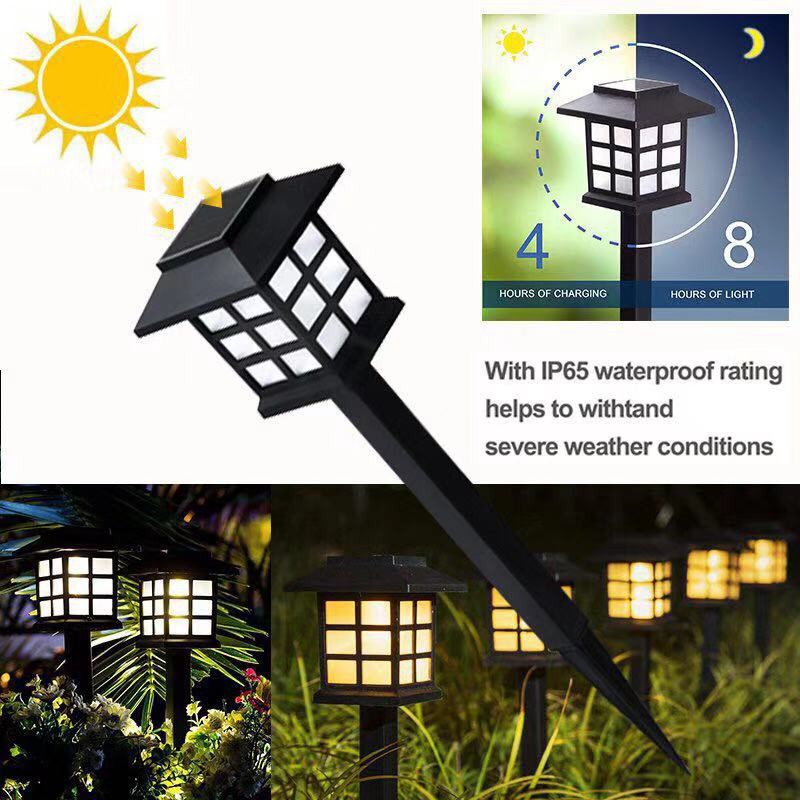 4
8
HOURS OF CHARGING
HOURS OF LIGHT
With IP65 waterproof rating
helps to withtand
severe weather conditions